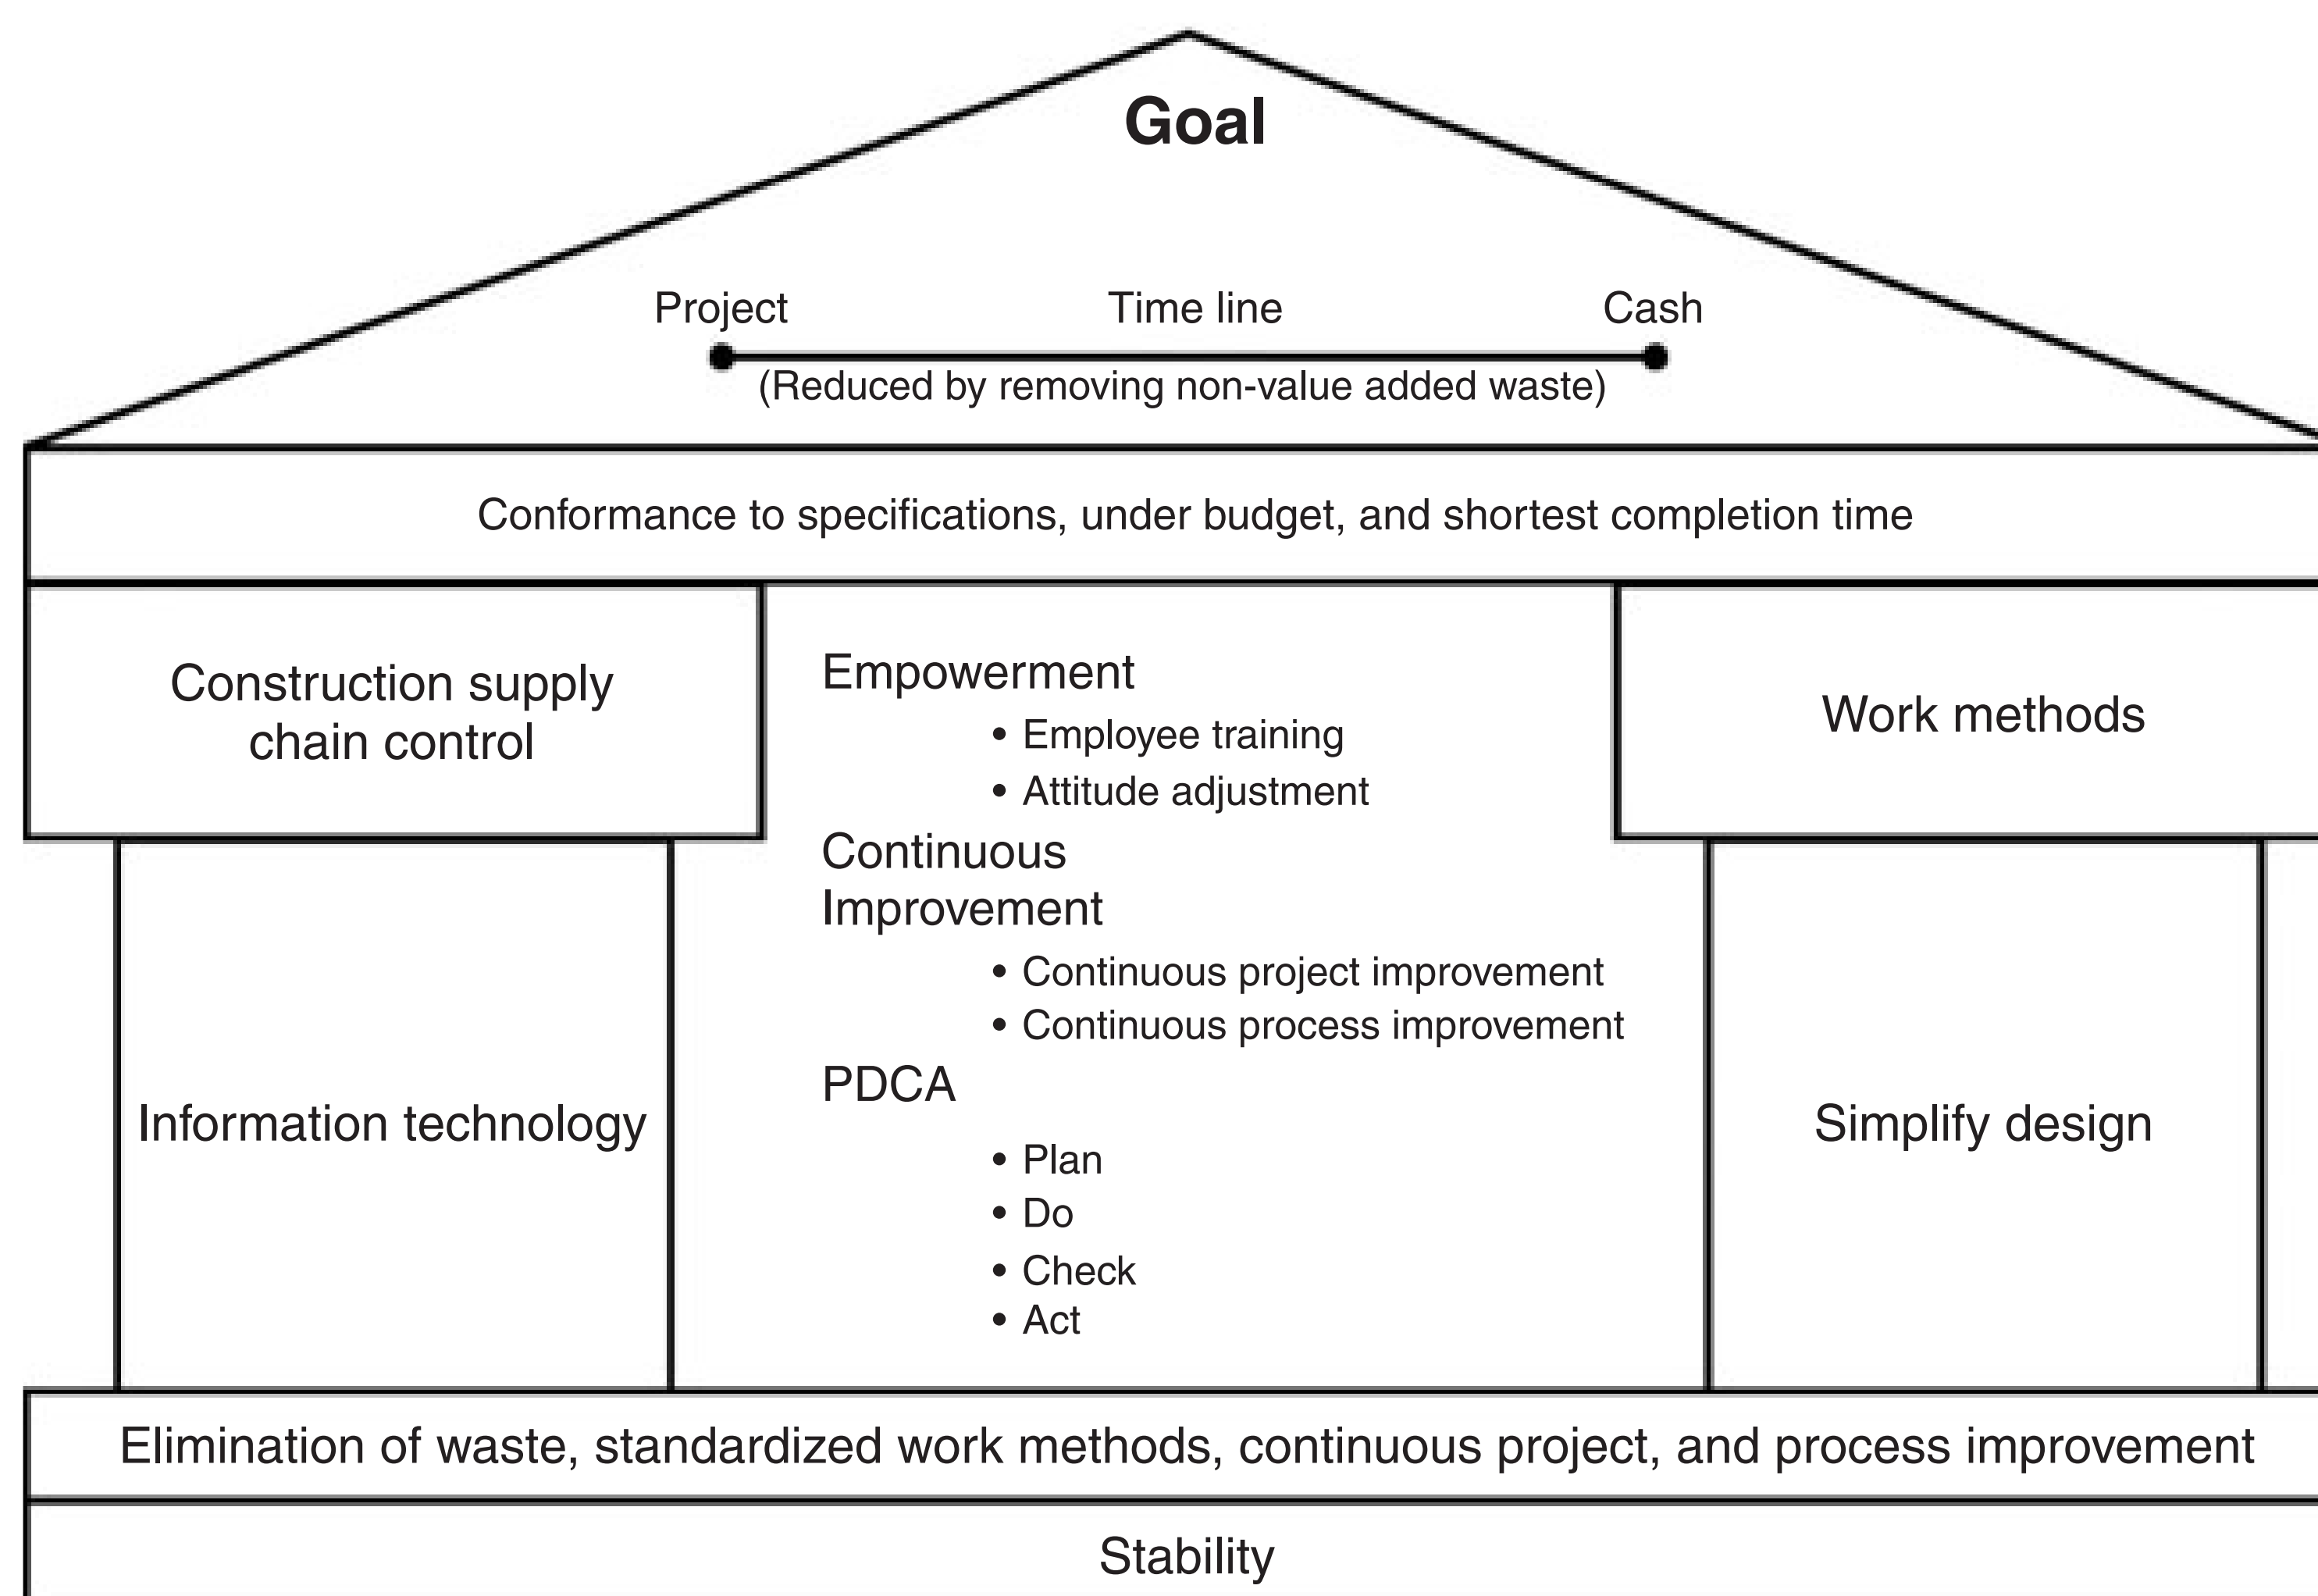 Goal
Project
Time line
Cash
(Reduced by removing non-value added waste)
Conformance to specifications, under budget, and shortest completion time
Construction supply
chain control
Empowerment
• Employee training
• Attitude adjustment
Continuous
Improvement
• Continuous project improvement
• Continuous process improvement
PDCA
• Plan
• Do
• Check
• Act
Work methods
Information technology
Simplify design
Elimination of waste, standardized work methods, continuous project, and process improvement
Stability